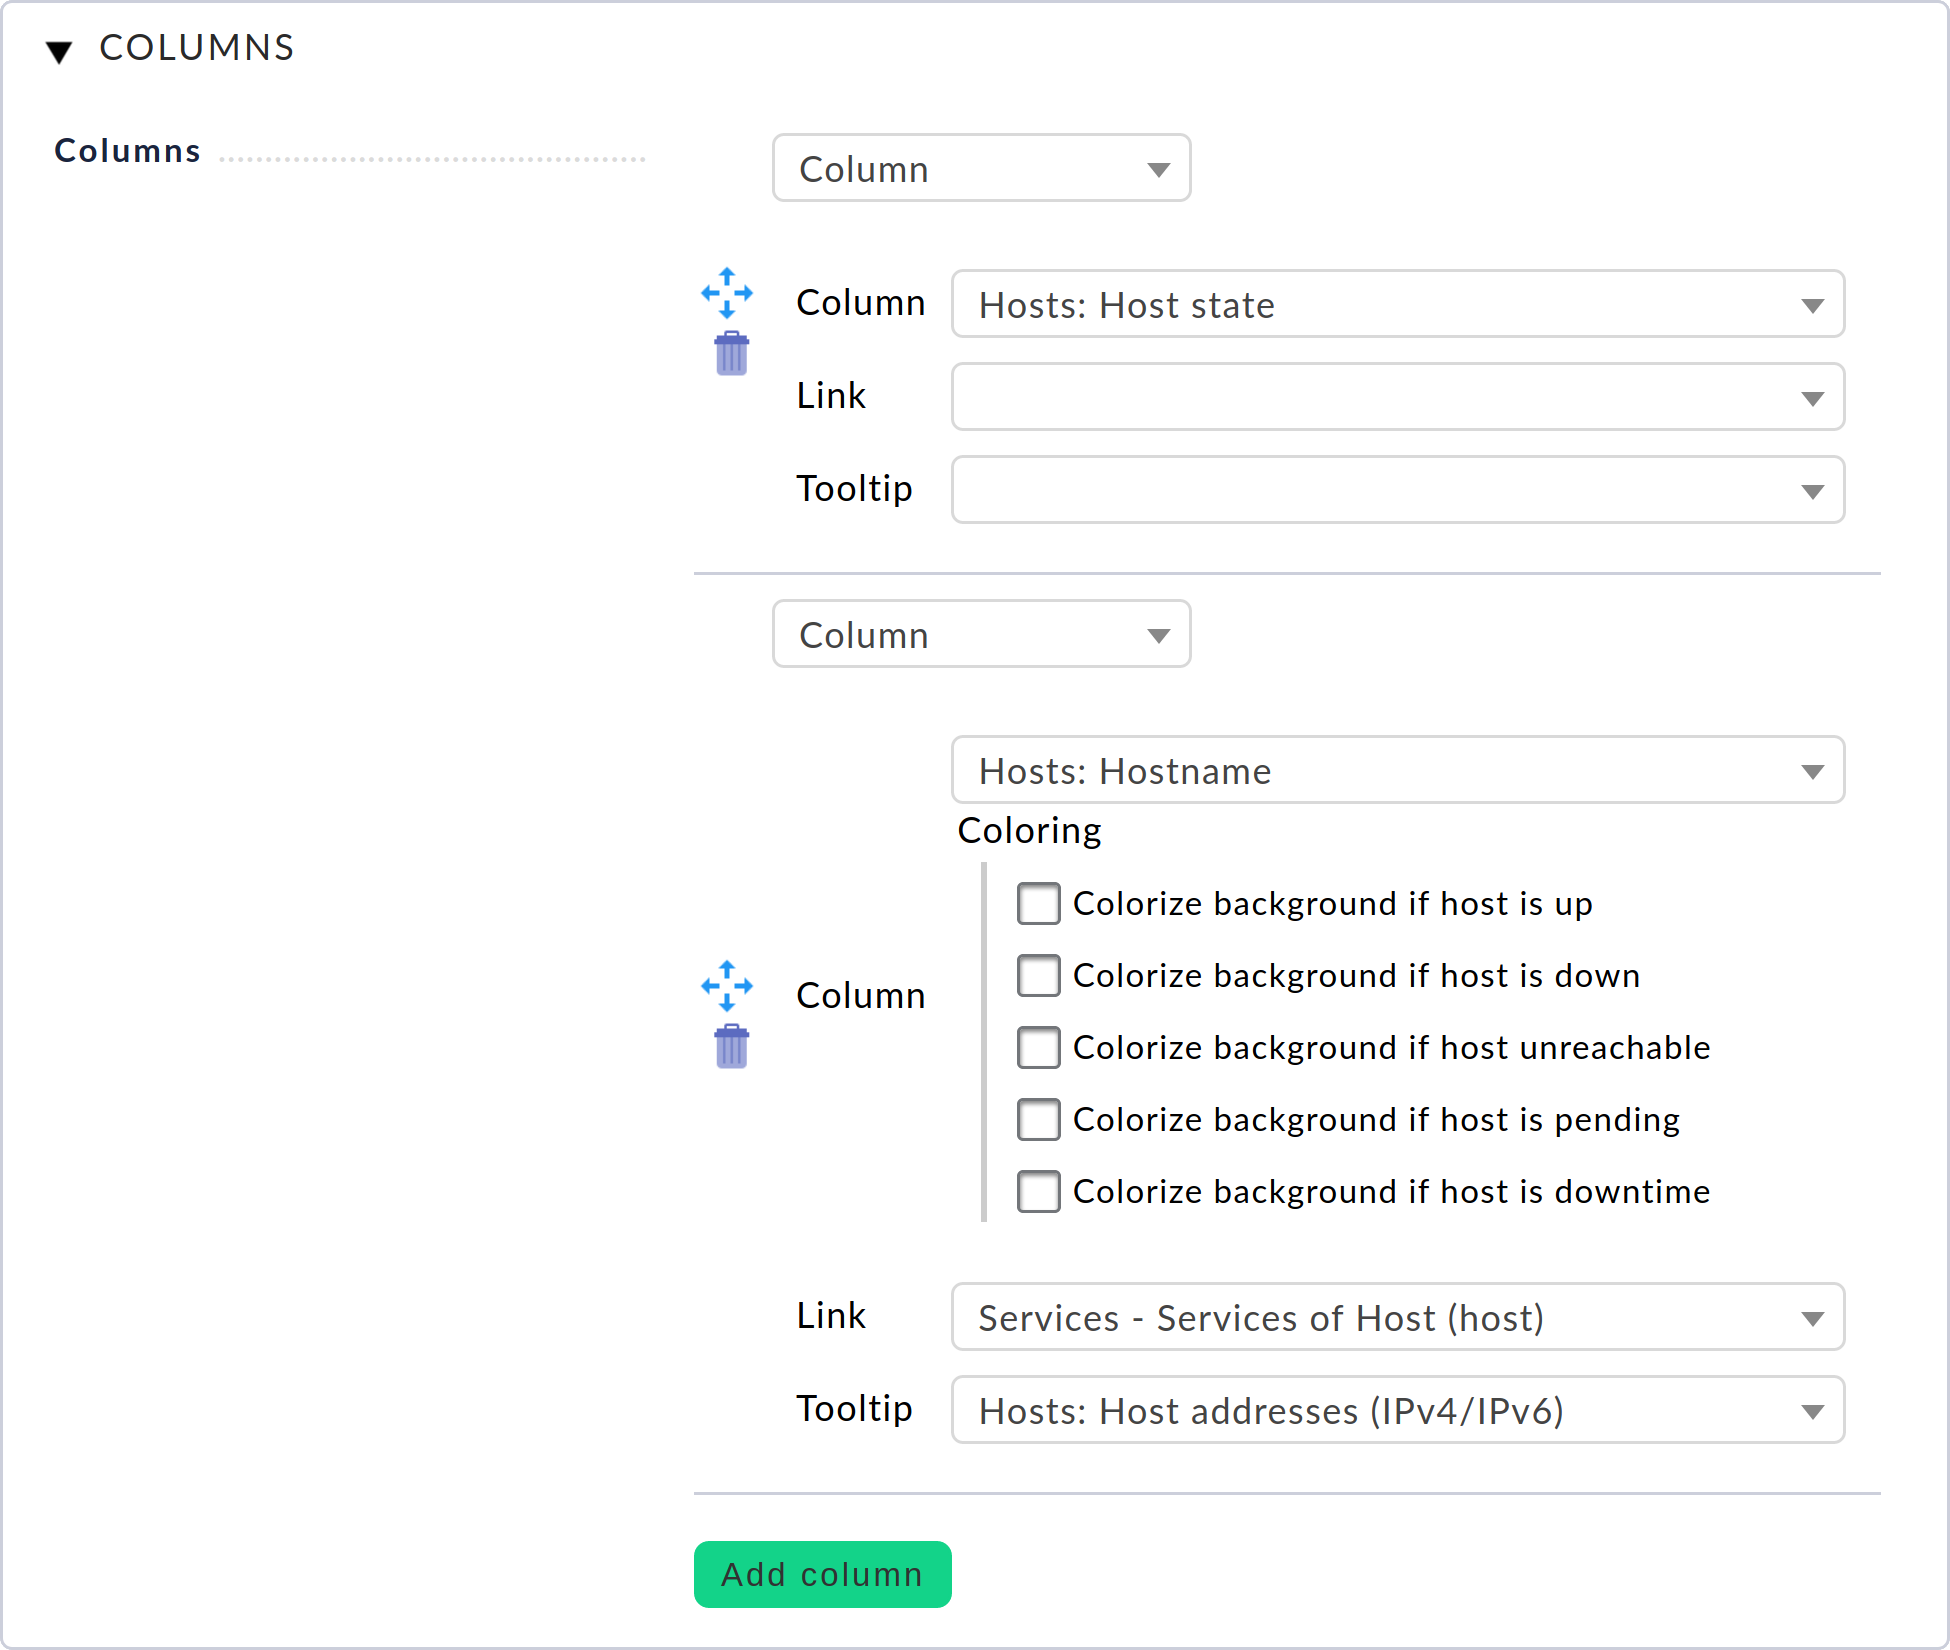 COLUMNS
Columns
Column
Column Hosts: Host state
Link
Tooltip
Column
Hosts: Hostname
Coloring
Colorize background if host is up
Colorize background if host is down
Column
Colorize background if host unreachable
Colorize background if host is pending
Colorize background if host is downtime
Link Services - Services of Host (host)
Tooltip Hosts: Host addresses (IPv4/IPv6)
Add column